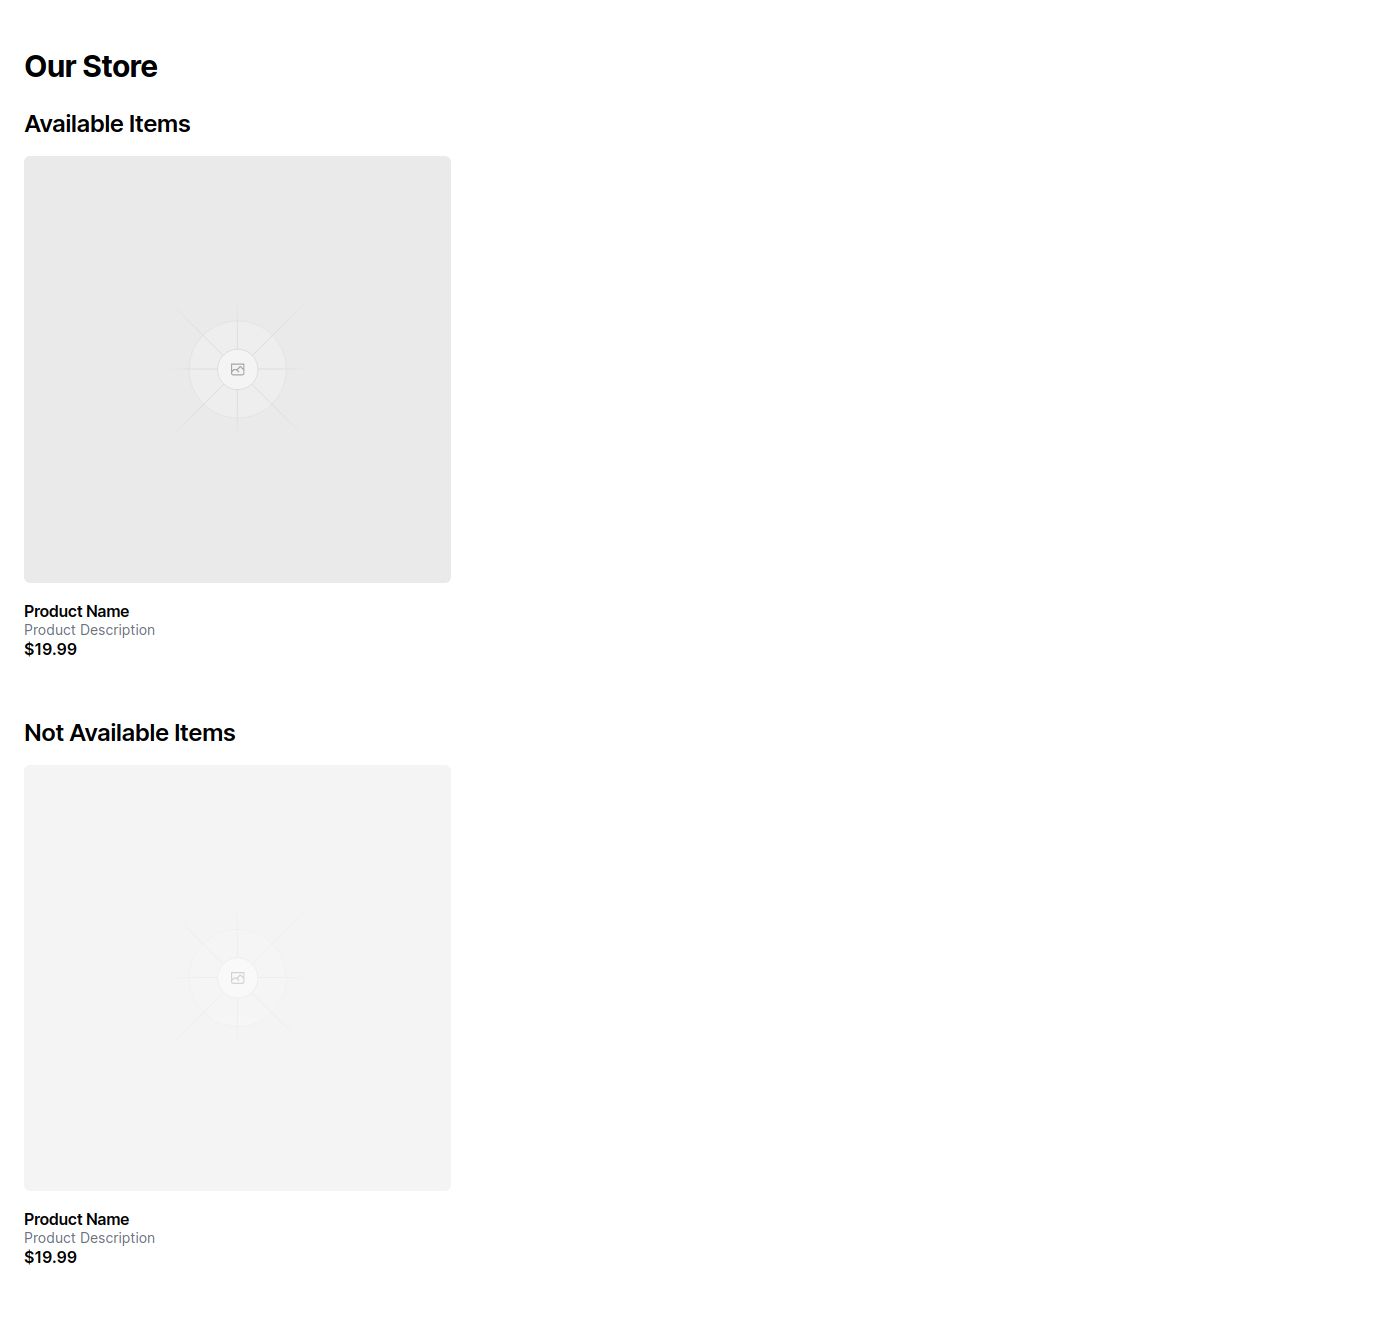 Our Store
Available Items
Product Name
Product Description
$19.99
Not Available Items
Product Name
Product Description
$19.99